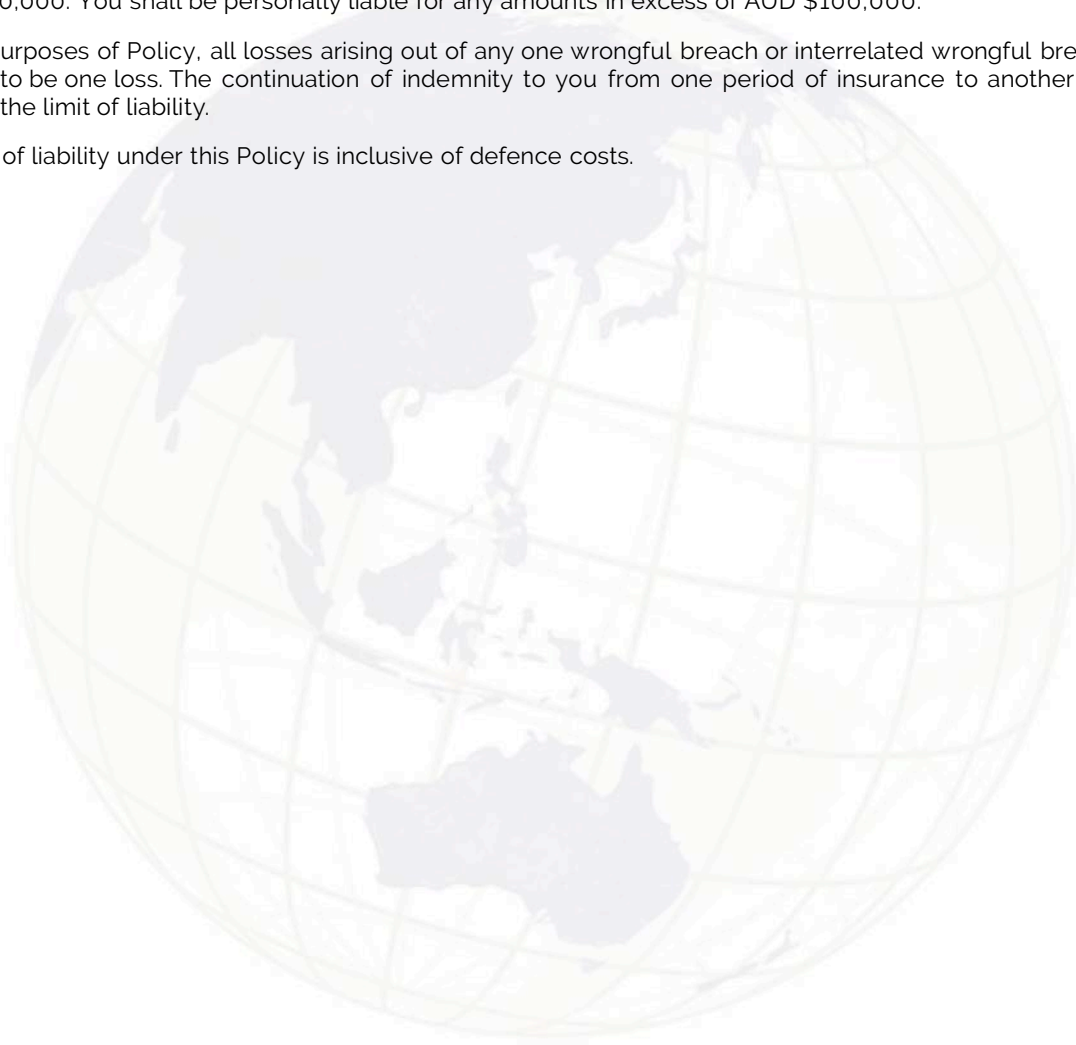 0,000. You shall be personally liable for any amounts in excess of AUD $100,000.
urposes of Policy, all losses arising out of any one wrongful breach or interrelated wrongful bre
to be one loss. The continuation of indemnity to you from one period of insurance to another
the limit of liability.
of liability under this Policy is inclusive of defence costs.